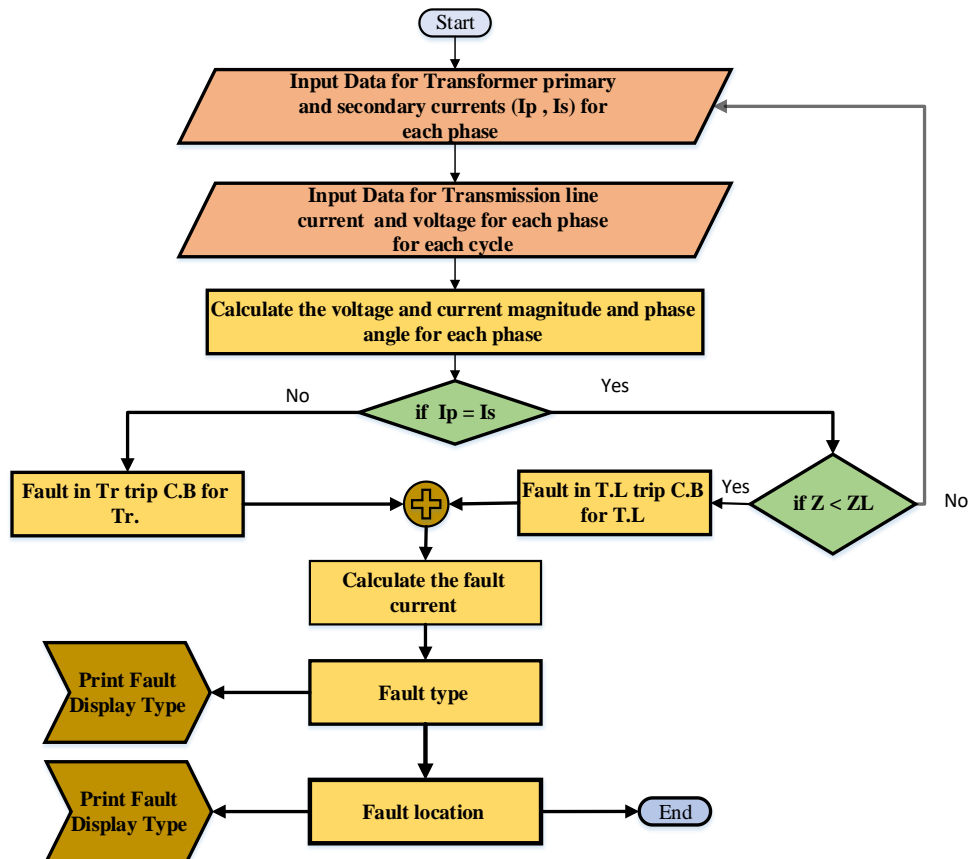 Start
Input Data for Transformer primary
and secondary currents (Ip , Is) for
each phase
Input Data for Transmission line
current and voltage for each phase
for each cycle
Calculate the voltage and current magnitude and phase
angle for each phase
No
Yes
if Ip = Is
Fault in Tr trip C.B for
Tr.
Fault in T.L trip C.B
for T.L
Yes
if Z < ZL
No
Calculate the fault
current
Print Fault
Display Type
Fault type
Print Fault
Display Type
Fault location
End